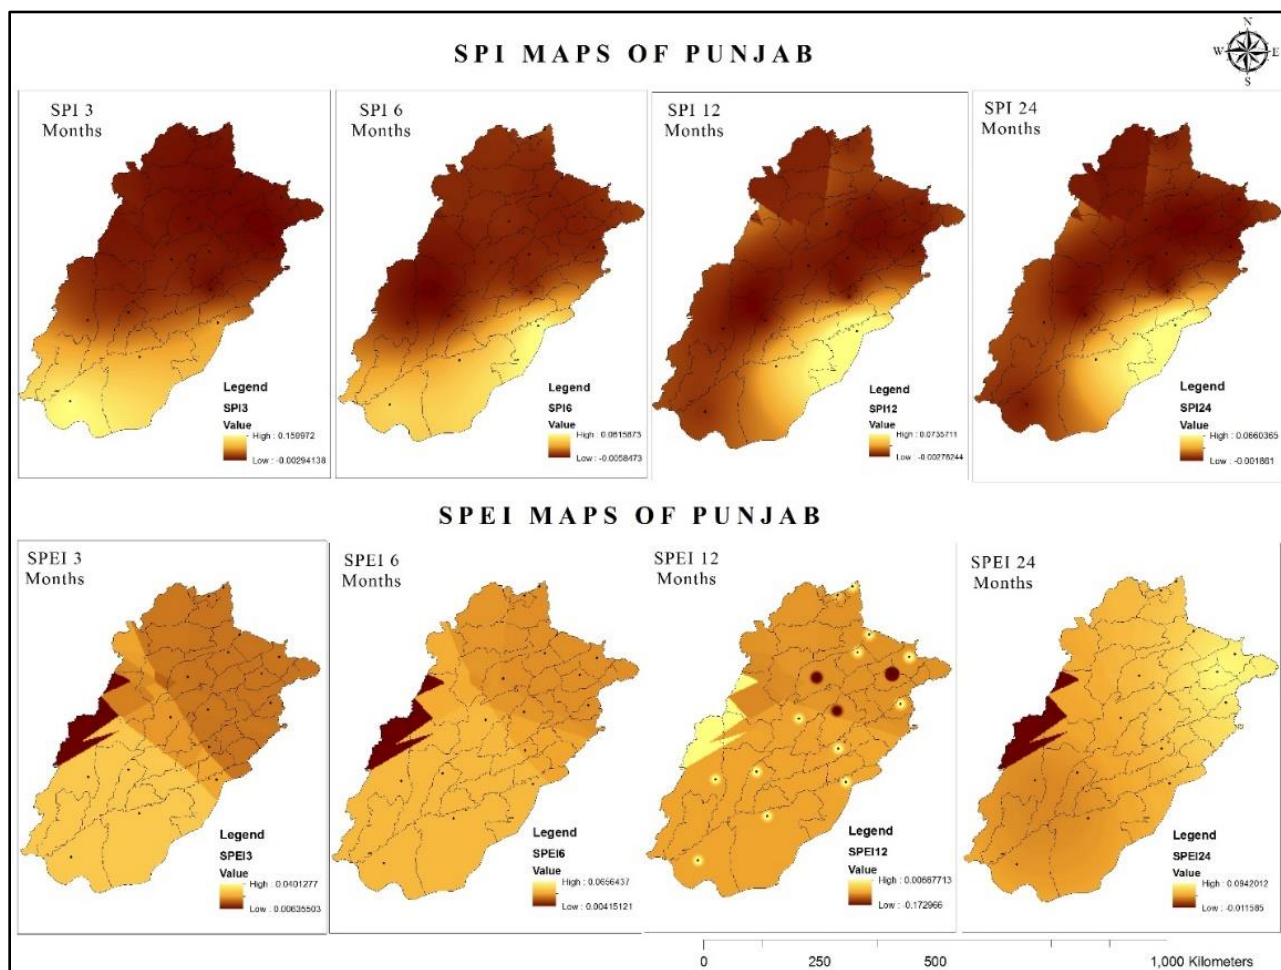 SPI MAPS OF PUNJAB
N
W E
S
SPI 3
Months
Legend
SPI3
Value
High : 0.159972
Low : -0.00294138
SPI 6
Months
Legend
SPI6
Value
High : 0.0615873
Low : -0.0058473
SPI 12
Months
Legend
SPI12
Value
High : 0.0735711
Low : -0.00276244
SPI 24
Months
Legend
SPI24
Value
High : 0.0660365
Low : -0.001861
SPEI MAPS OF PUNJAB
SPEI 3
Months
Legend
SPEI3
Value
High : 0.0401277
Low : 0.00635503
SPEI 6
Months
Legend
SPEI6
Value
High : 0.0656437
Low : 0.00415121
SPEI 12
Months
Legend
SPEI12
Value
High : 0.00667713
Low : -0.172966
SPEI 24
Months
Legend
SPEI24
Value
High : 0.0942012
Low : -0.011585
0 250 500 1,000 Kilometers